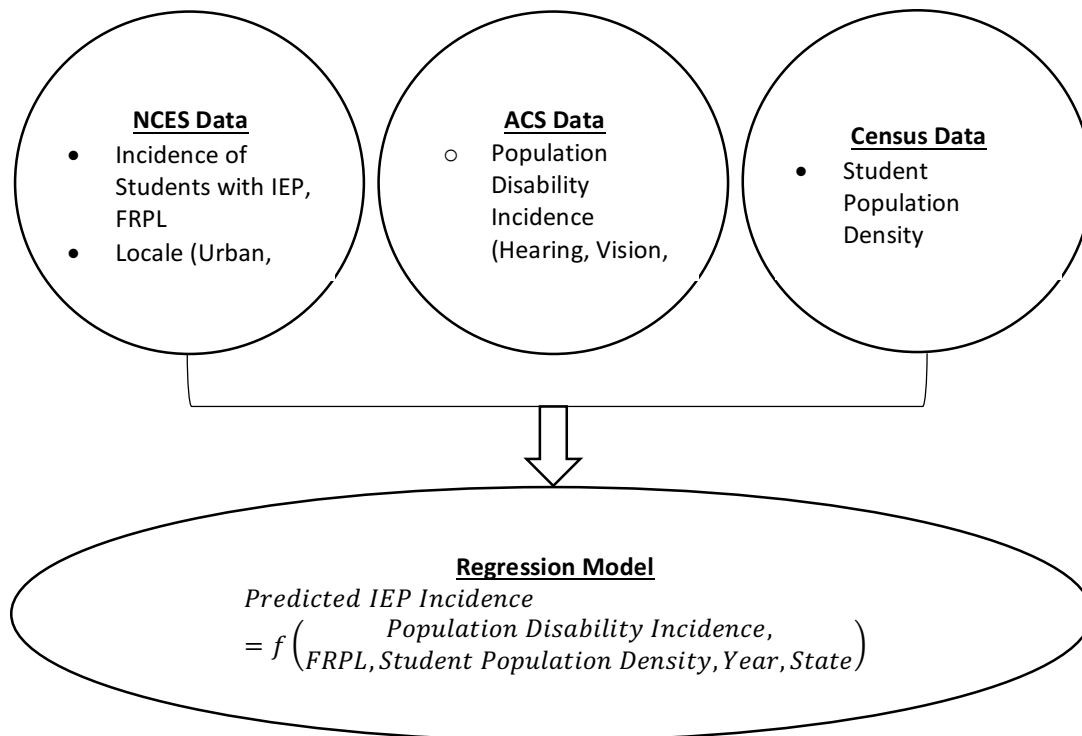 NCES Data
• Incidence of
Students with IEP,
FRPL
• Locale (Urban,
ACS Data
○ Population
Disability
Incidence
(Hearing, Vision,
Census Data
• Student
Population
Density
Regression Model
Predicted IEP Incidence
= f ( Population Disability Incidence,
FRPL, Student Population Density, Year, State )